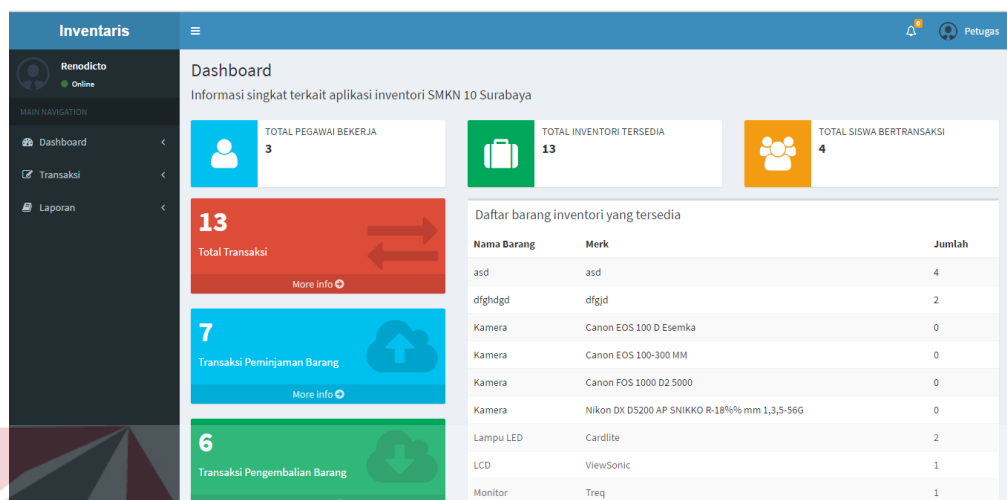 Inventaris
0
Petugas
Renodicto
Online
MAIN NAVIGATION
Dashboard
Transaksi
Laporan
Dashboard
Informasi singkat terkait aplikasi inventori SMKN 10 Surabaya
TOTAL PEGAWAI BEKERJA
3
TOTAL INVENTORI TERSEDIA
13
TOTAL SISWA BERTRANSAKSI
4
13
Total Transaksi
More info
7
Transaksi Peminjaman Barang
More info
6
Transaksi Pengembalian Barang
Daftar barang inventori yang tersedia
Nama Barang Merk Jumlah
asd asd 4
dfghdgd dfgjd 2
Kamera Canon EOS 100 D Esemka 0
Kamera Canon EOS 100-300 MM 0
Kamera Canon FOS 1000 D2 5000 0
Kamera Nikon DX D5200 AP SNIKKO R-18%% mm 1,3,5-56G 0
Lampu LED Cardlite 2
LCD ViewSonic 1
Monitor Treq 1